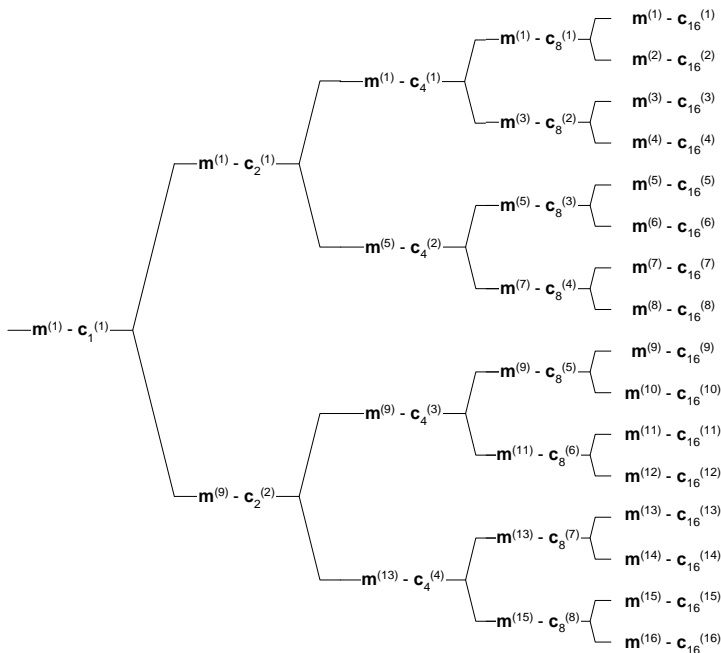 m(1) - c16(1)
m(1) - c8(1)
m(2) - c16(2)
m(1) - c4(1)
m(3) - c16(3)
m(3) - c8(2)
m(4) - c16(4)
m(1) - c2(1)
m(5) - c16(5)
m(5) - c8(3)
m(6) - c16(6)
m(5) - c4(2)
m(7) - c16(7)
m(7) - c8(4)
m(8) - c16(8)
m(1) - c1(1)
m(9) - c16(9)
m(9) - c8(5)
m(10) - c16(10)
m(9) - c4(3)
m(11) - c16(11)
m(11) - c8(6)
m(12) - c16(12)
m(9) - c2(2)
m(13) - c16(13)
m(13) - c8(7)
m(14) - c16(14)
m(13) - c4(4)
m(15) - c16(15)
m(15) - c8(8)
m(16) - c16(16)